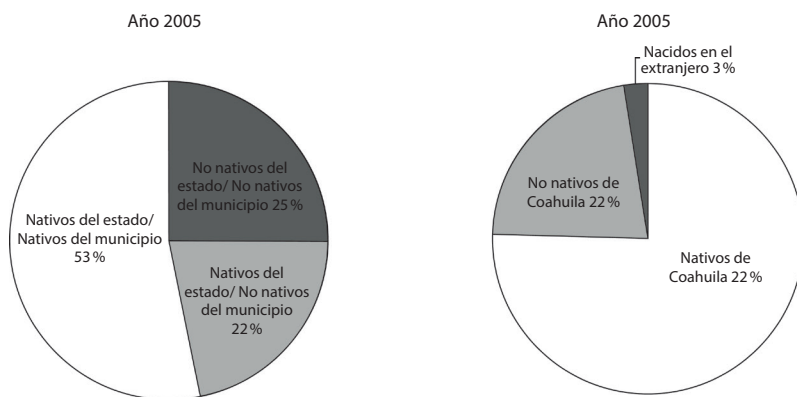 Año 2005
No nativos del
estado/ No nativos
del municipio 25 %
Nativos del estado/
Nativos del municipio
53 %
Nativos del
estado/ No nativos
del municipio
22 %
Año 2005
Nacidos en el
extranjero 3 %
No nativos de
Coahuila 22 %
Nativos de
Coahuila 22 %